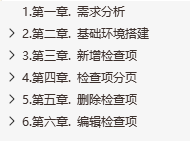 1.第一章. 需求分析
2.第二章. 基础环境搭建
3.第三章. 新增检查项
4.第四章. 检查项分页
5.第五章. 删除检查项
6.第六章. 编辑检查项